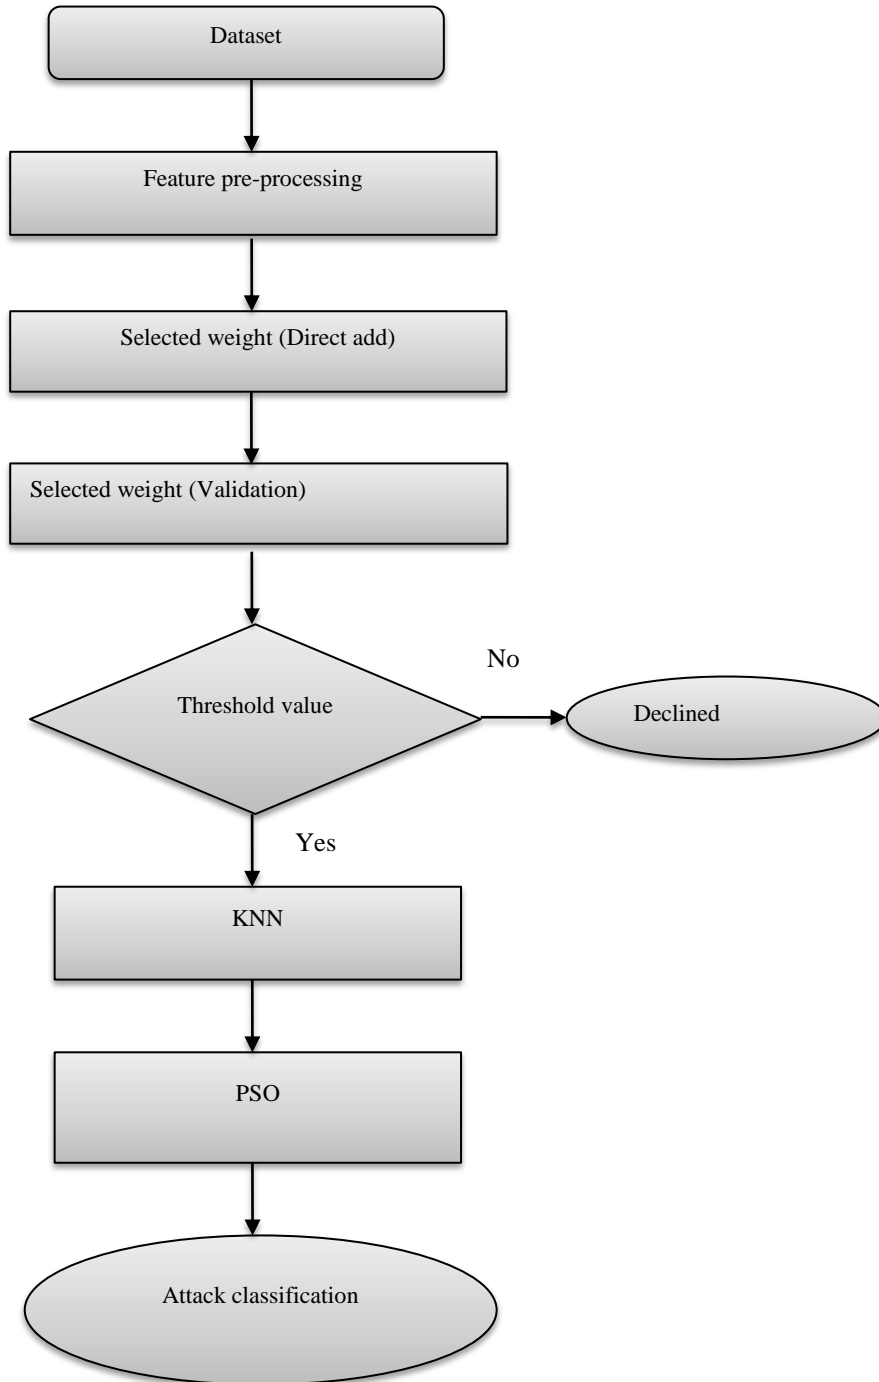 Dataset
Feature pre-processing
Selected weight (Direct add)
Selected weight (Validation)
No
Threshold value
Declined
Yes
KNN
PSO
Attack classification